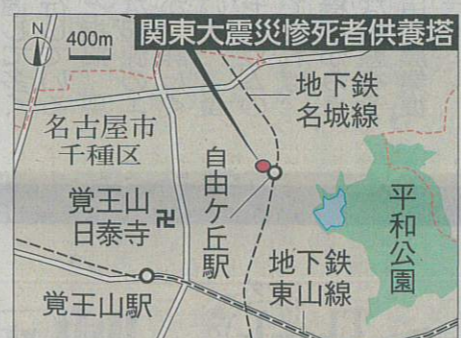 関東大震災惨死者供養塔
N
400m
地下鉄
名城線
名古屋市
千種区
自由ケ丘駅
覚王山
日泰寺
卍
平和公園
地下鉄
東山線
覚王山駅